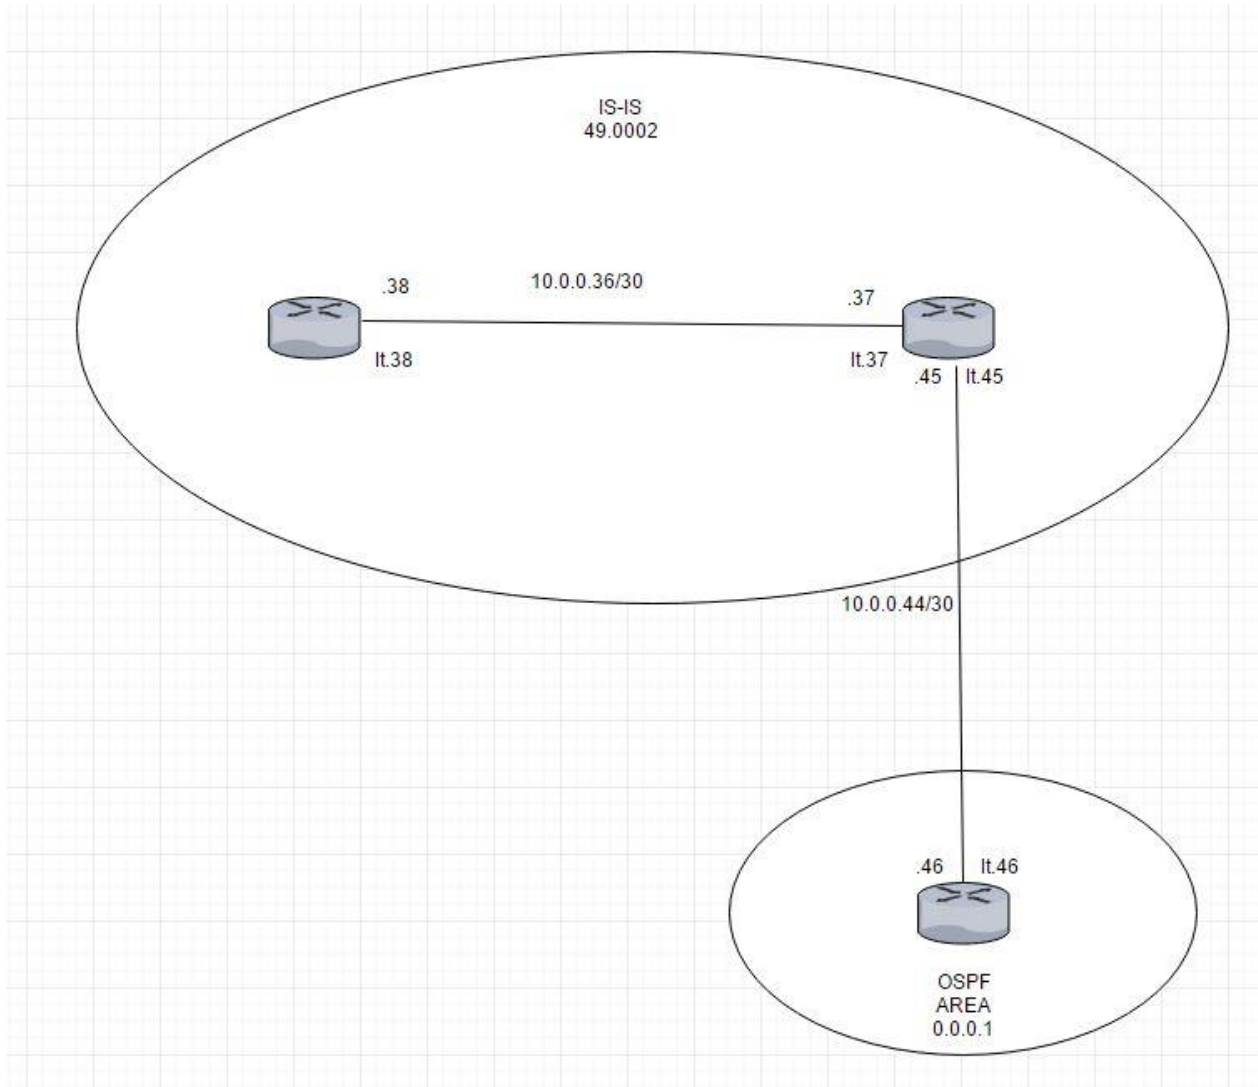 IS-IS
49.0002
.38
10.0.0.36/30
.37
lt.38
lt.37
.45
lt.45
10.0.0.44/30
.46
lt.46
OSPF
AREA
0.0.0.1